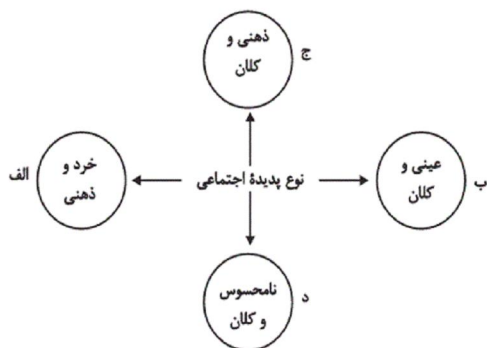 ذهنی و
کلان
ج
خرد و
ذهنی
الف
نوع پدیدهٔ اجتماعی
عینی و
کلان
ب
نامحسوس
و کلان
د